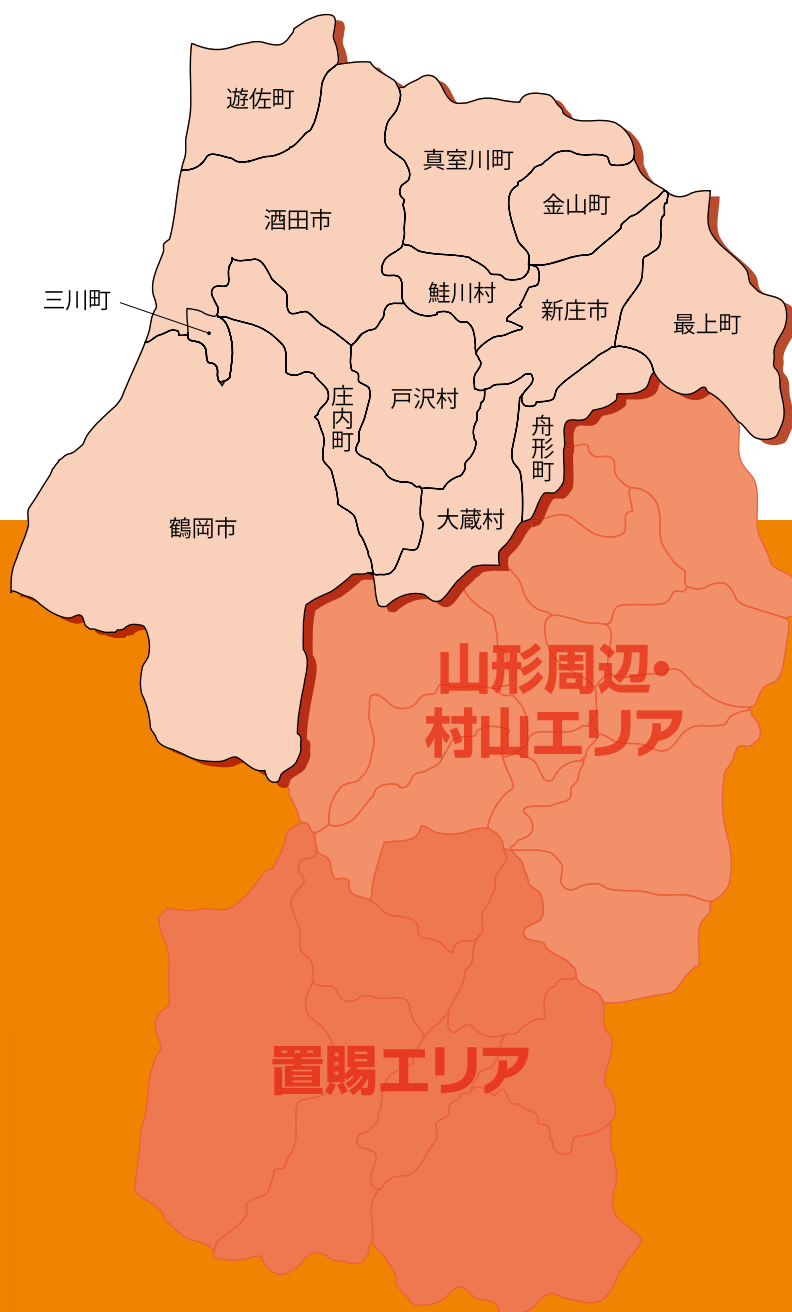 遊佐町
真室川町
金山町
酒田市
三川町
鮭川村
新庄市
最上町
庄内町
戸沢村
舟形町
大蔵村
鶴岡市
山形周辺・
村山エリア
置賜エリア